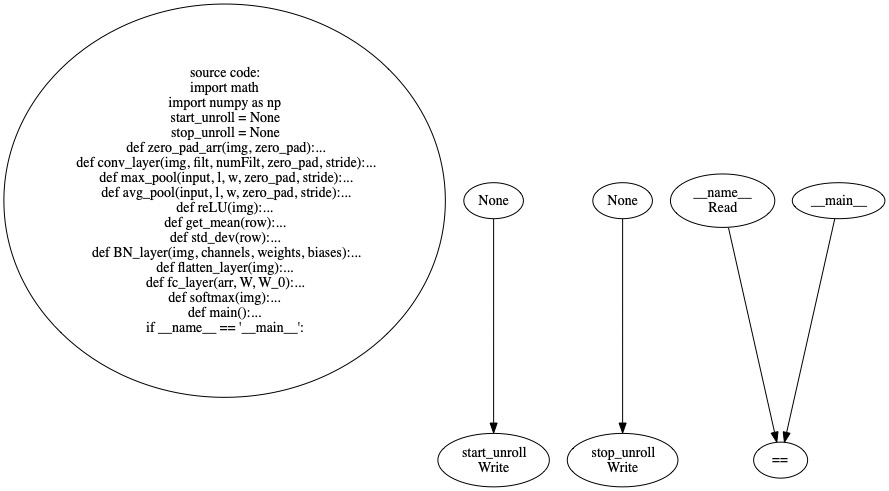 source code:
import math
import numpy as np
start_unroll = None
stop_unroll = None
def zero_pad_arr(img, zero_pad):...
def conv_layer(img, filt, numFilt, zero_pad, stride):...
def max_pool(input, l, w, zero_pad, stride):...
def avg_pool(input, l, w, zero_pad, stride):...
def reLU(img):...
def get_mean(row):...
def std_dev(row):...
def BN_layer(img, channels, weights, biases):...
def flatten_layer(img):...
def fc_layer(arr, W, W_0):...
def softmax(img):...
def main():...
if __name__ == '__main__':
None
None
__name__
Read
__main__
start_unroll
Write
stop_unroll
Write
==